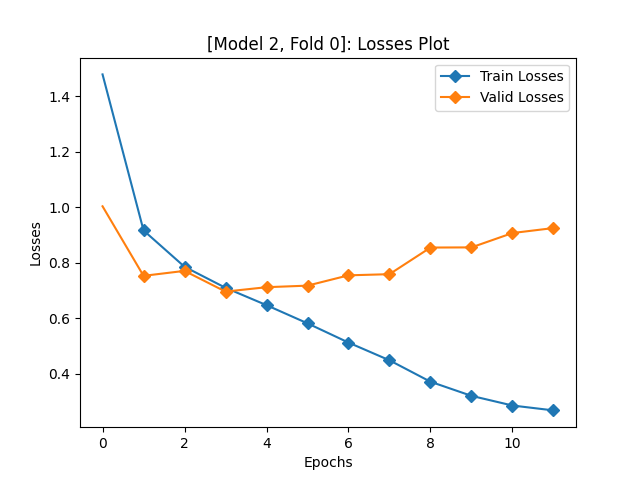 [Model 2, Fold 0]: Losses Plot
Train Losses
Valid Losses
Losses
1.4
1.2
1.0
0.8
0.6
0.4
0 2 4 6 8 10
Epochs